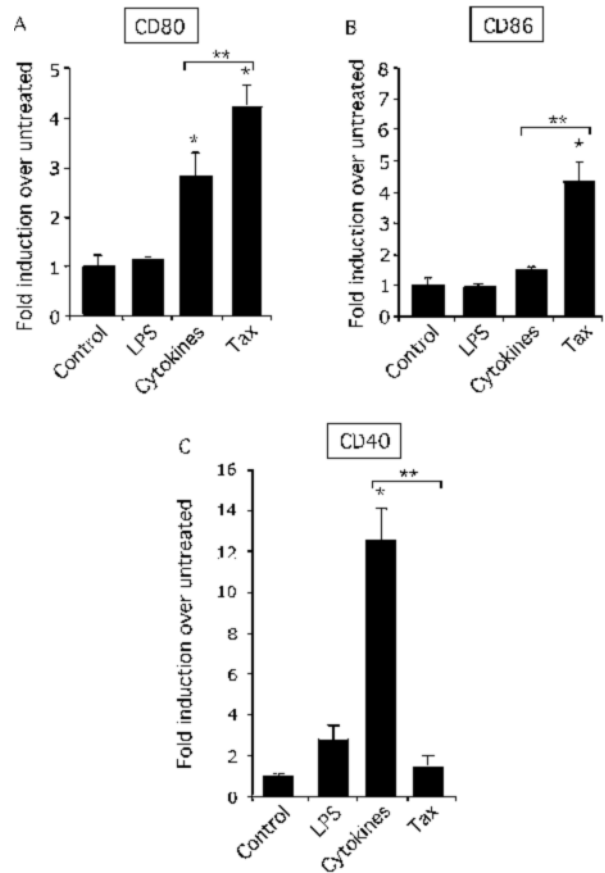 A
CD80
Fold induction over untreated
5
4
3
2
1
0
**
*
*
Control
LPS
Cytokines
Tax
B
CD86
Fold induction over untreated
8
7
6
5
4
3
2
1
0
**
*
Control
LPS
Cytokines
Tax
C
CD40
Fold induction over untreated
16
14
12
10
8
6
4
2
0
**
*
Control
LPS
Cytokines
Tax